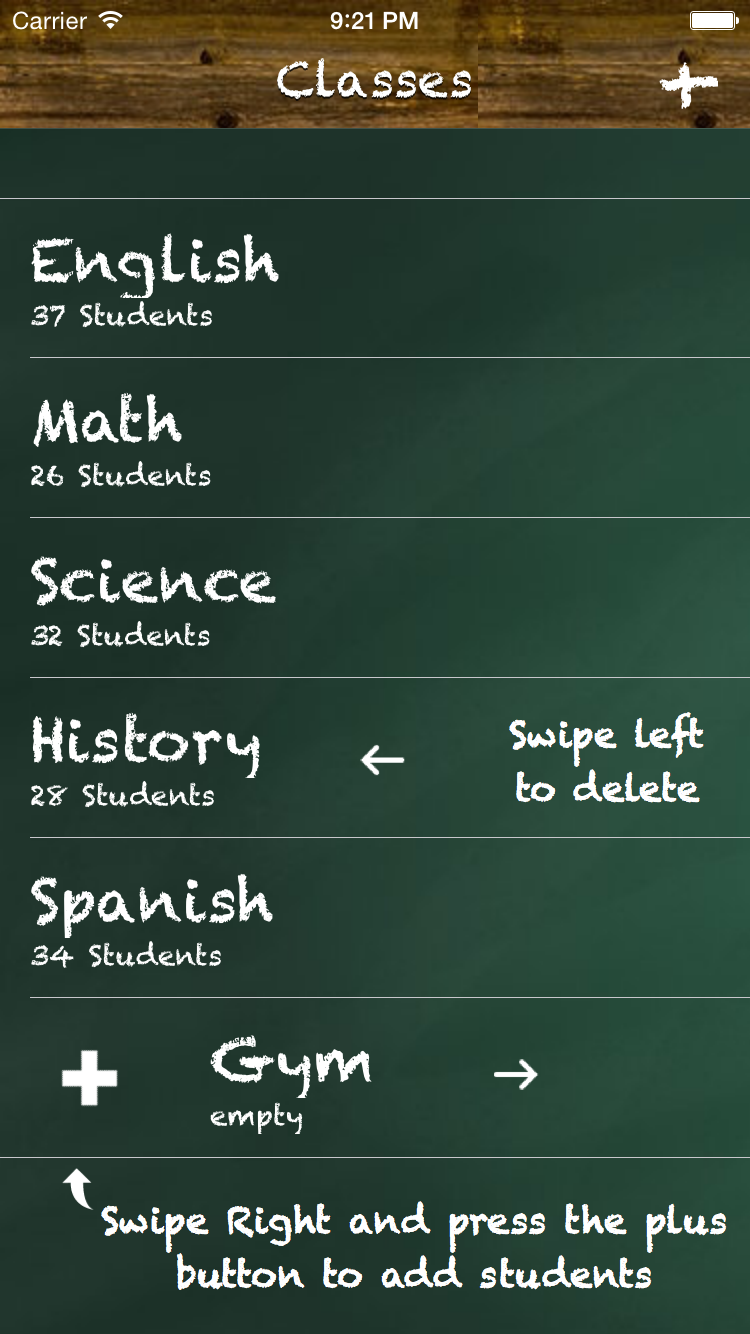 Carrier 9:21 PM
Classes
English
37 Students
Math
26 Students
Science
32 Students
History
28 Students
Swipe left
to delete
Spanish
34 Students
Gym
empty
Swipe Right and press the plus
button to add students